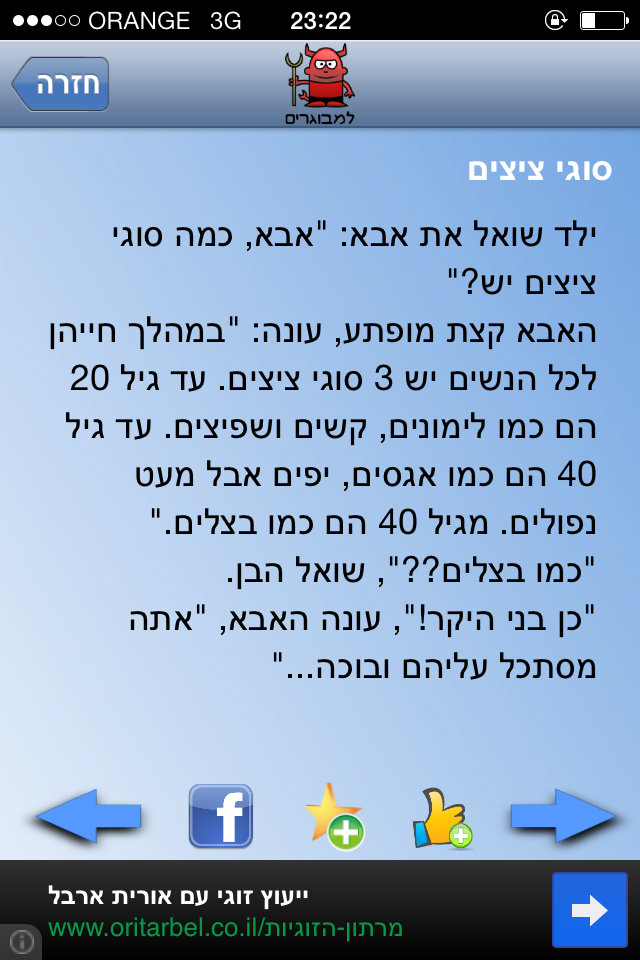 ORANGE 3G 23:22
חזרה
למבוגרים
סוגי ציצים
ילד שואל את אבא: "אבא, כמה סוגי
ציצים יש?"
האבא קצת מופתע, עונה: "במהלך חייהן
לכל הנשים יש 3 סוגי ציצים. עד גיל 20
הם כמו לימונים, קשים ושפיצים. עד גיל
40 הם כמו אגסים, יפים אבל מעט
נפולים. מגיל 40 הם כמו בצלים."
"כמו בצלים??", שואל הבן.
"כן בני היקר!", עונה האבא, "אתה
מסתכל עליהם ובוכה..."
f
ייעוץ זוגי עם אורית ארבל
www.oritarbel.co.il/מרתון-הזוגיות